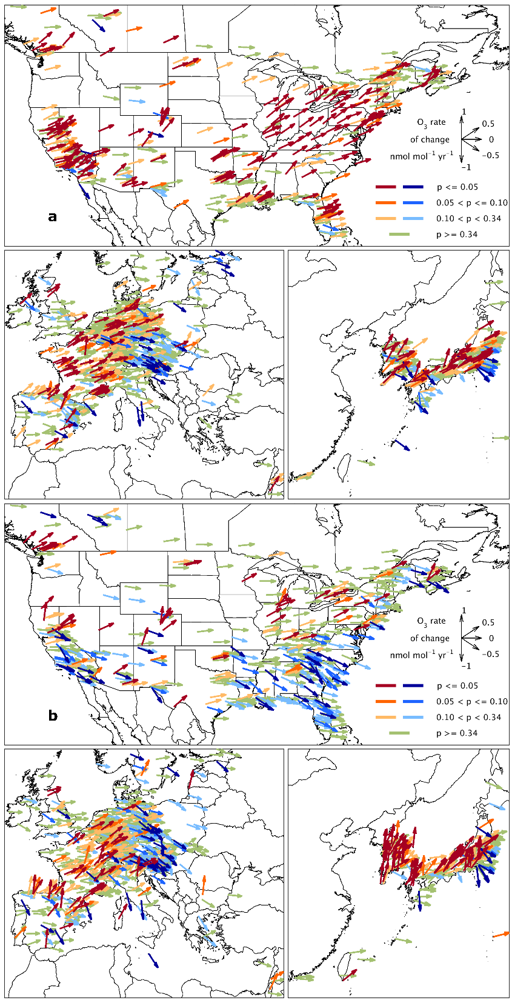 1
O3 rate 0.5
of change 0
nmol mol⁻¹ yr⁻¹ −0.5
−1
p <= 0.05
0.05 < p <= 0.10
a 0.10 < p < 0.34
p >= 0.34
1
O3 rate 0.5
of change 0
nmol mol⁻¹ yr⁻¹ −0.5
−1
p <= 0.05
0.05 < p <= 0.10
b 0.10 < p < 0.34
p >= 0.34